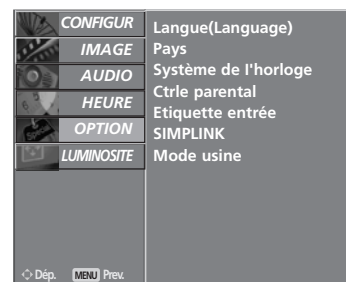 CONFIGUR
IMAGE
AUDIO
HEURE
OPTION
LUMINOSITE
Langue(Language)
Pays
Système de l'horloge
Ctrle parental
Etiquette entrée
SIMPLINK
Mode usine
Dép. MENU Prev.